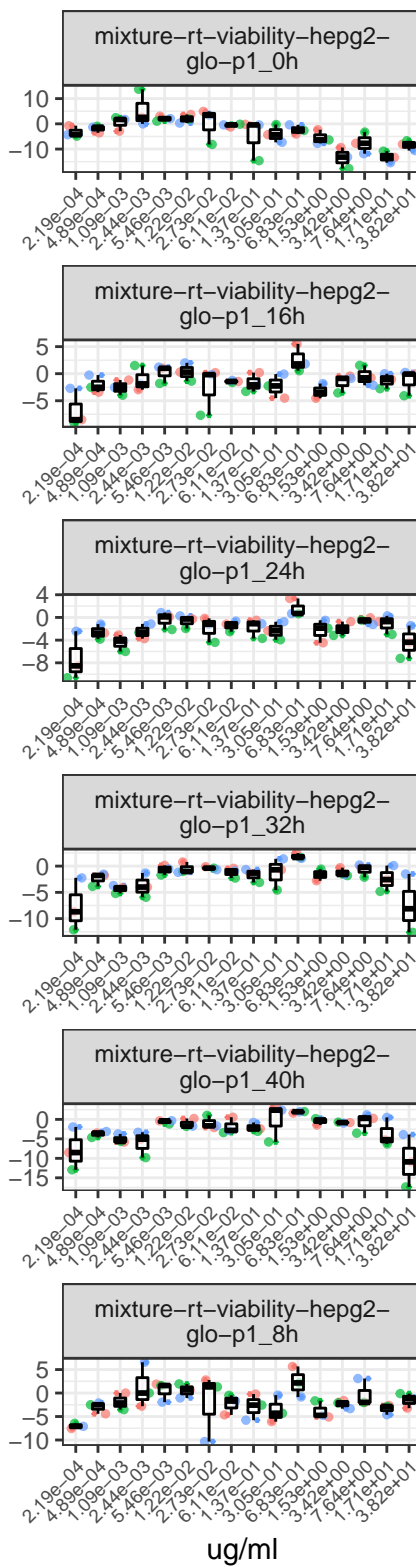 mixture−rt−viability−hepg2−
glo−p1_0h
10
0
−10
2.19e−04
4.89e−04
1.09e−03
2.44e−03
5.46e−03
1.22e−02
2.73e−02
6.11e−02
1.37e−01
3.05e−01
6.83e−01
1.53e+00
3.42e+00
7.64e+00
1.71e+01
3.82e+01
mixture−rt−viability−hepg2−
glo−p1_16h
5
0
−5
2.19e−04
4.89e−04
1.09e−03
2.44e−03
5.46e−03
1.22e−02
2.73e−02
6.11e−02
1.37e−01
3.05e−01
6.83e−01
1.53e+00
3.42e+00
7.64e+00
1.71e+01
3.82e+01
mixture−rt−viability−hepg2−
glo−p1_24h
4
0
−4
−8
2.19e−04
4.89e−04
1.09e−03
2.44e−03
5.46e−03
1.22e−02
2.73e−02
6.11e−02
1.37e−01
3.05e−01
6.83e−01
1.53e+00
3.42e+00
7.64e+00
1.71e+01
3.82e+01
mixture−rt−viability−hepg2−
glo−p1_32h
0
−5
−10
2.19e−04
4.89e−04
1.09e−03
2.44e−03
5.46e−03
1.22e−02
2.73e−02
6.11e−02
1.37e−01
3.05e−01
6.83e−01
1.53e+00
3.42e+00
7.64e+00
1.71e+01
3.82e+01
mixture−rt−viability−hepg2−
glo−p1_40h
0
−5
−10
−15
2.19e−04
4.89e−04
1.09e−03
2.44e−03
5.46e−03
1.22e−02
2.73e−02
6.11e−02
1.37e−01
3.05e−01
6.83e−01
1.53e+00
3.42e+00
7.64e+00
1.71e+01
3.82e+01
mixture−rt−viability−hepg2−
glo−p1_8h
5
0
−5
−10
2.19e−04
4.89e−04
1.09e−03
2.44e−03
5.46e−03
1.22e−02
2.73e−02
6.11e−02
1.37e−01
3.05e−01
6.83e−01
1.53e+00
3.42e+00
7.64e+00
1.71e+01
3.82e+01
ug/ml